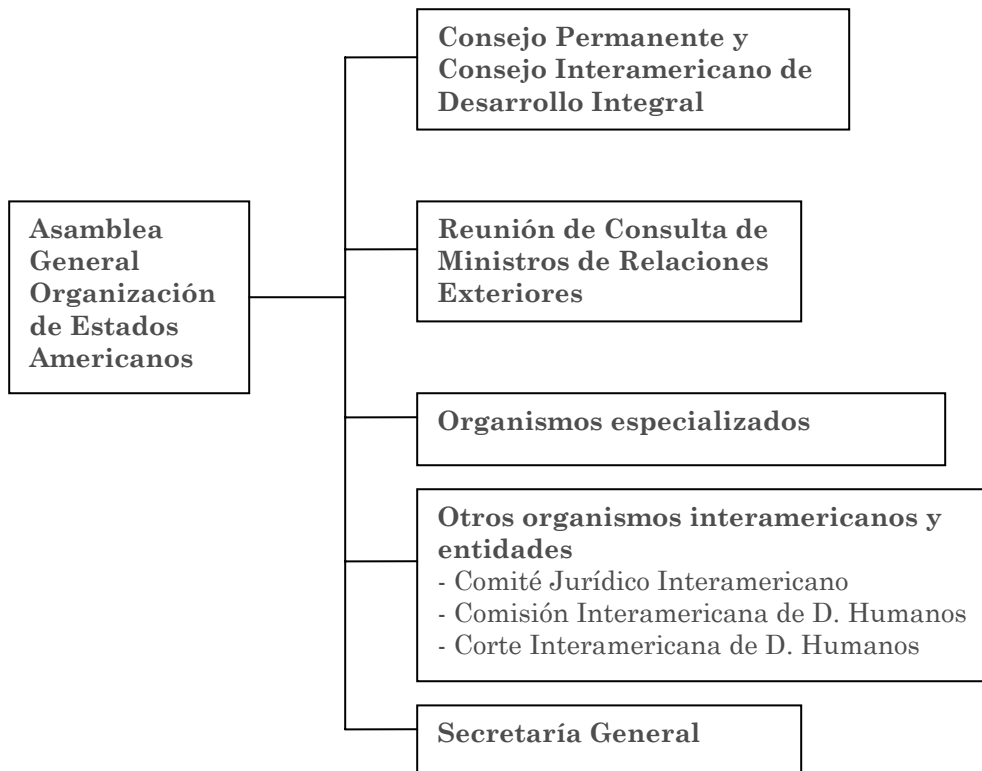 Consejo Permanente y
Consejo Interamericano de
Desarrollo Integral
Asamblea
General
Organización
de Estados
Americanos
Reunión de Consulta de
Ministros de Relaciones
Exteriores
Organismos especializados
Otros organismos interamericanos y
entidades
- Comité Jurídico Interamericano
- Comisión Interamericana de D. Humanos
- Corte Interamericana de D. Humanos
Secretaría General